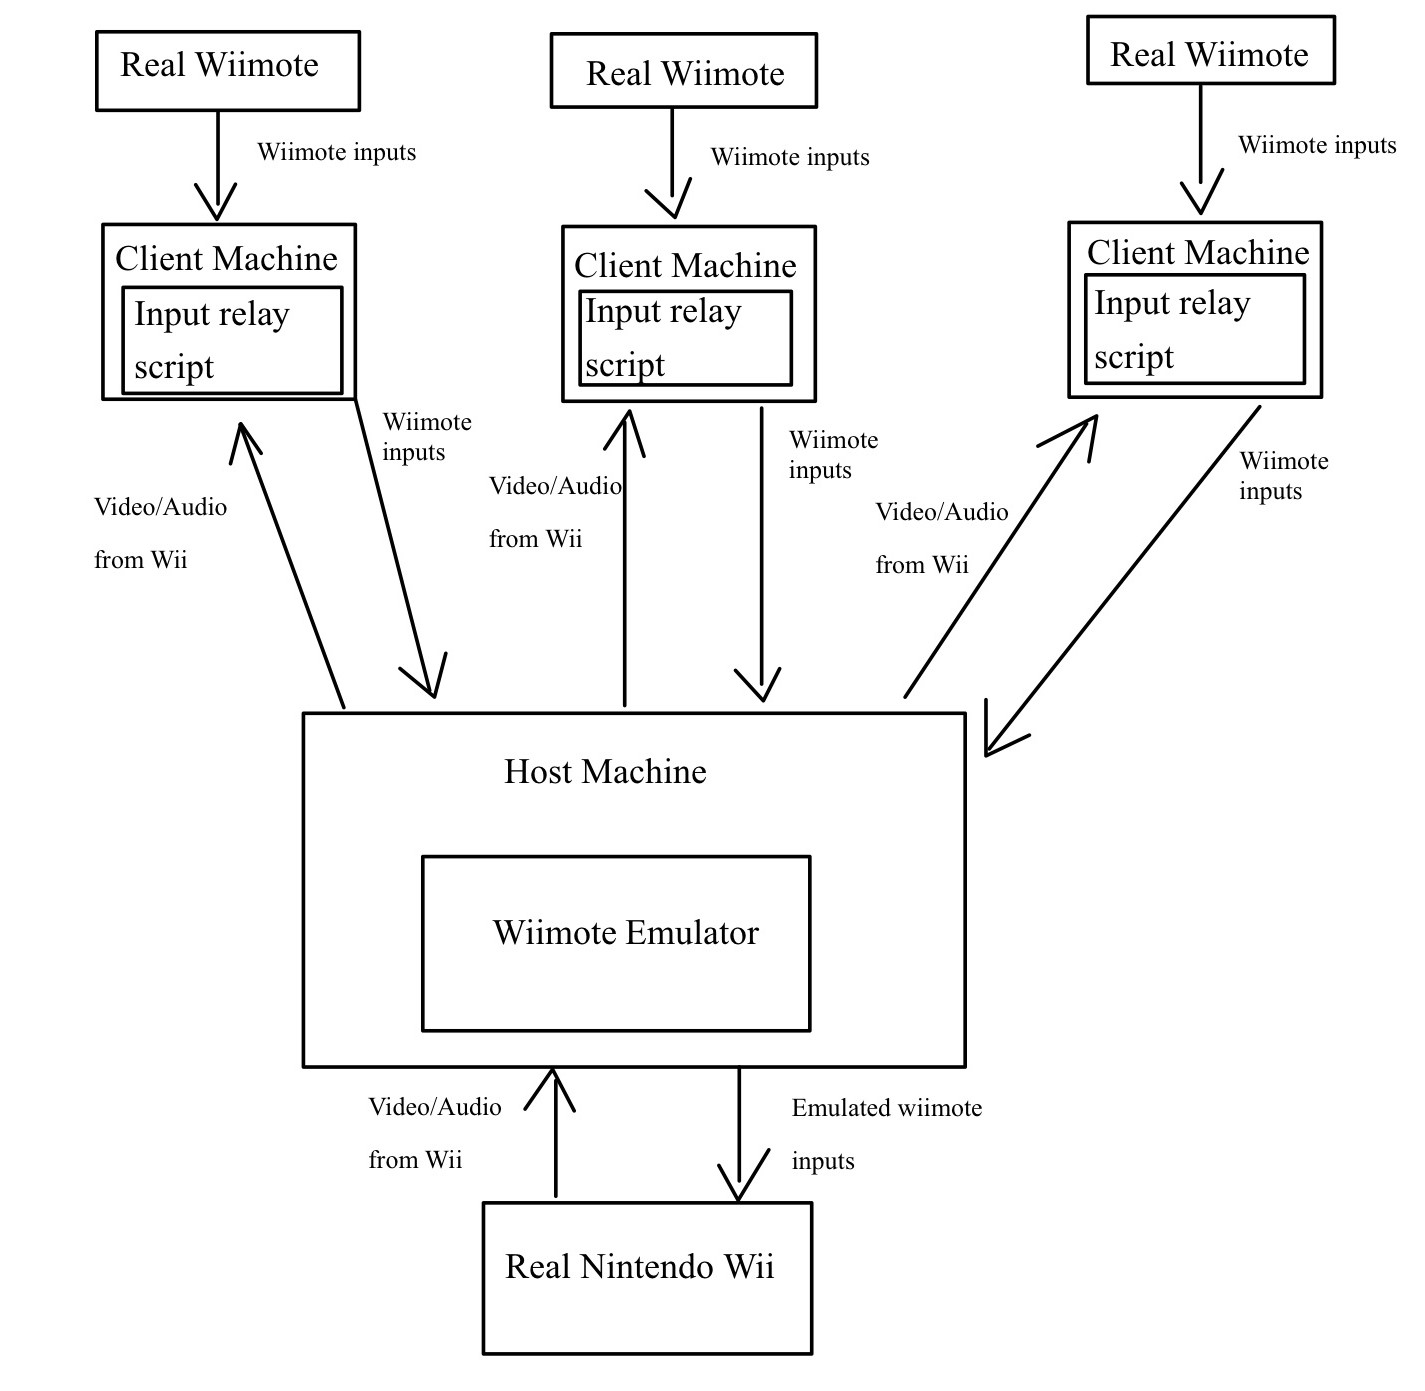 Real Wiimote
Real Wiimote
Real Wiimote
Wiimote inputs
Wiimote inputs
Wiimote inputs
Client Machine
Input relay
script
Client Machine
Input relay
script
Client Machine
Input relay
script
Wiimote
inputs
Video/Audio
from Wii
Wiimote
inputs
Video/Audio
from Wii
Wiimote
inputs
Video/Audio
from Wii
Host Machine
Wiimote Emulator
Video/Audio
from Wii
Emulated wiimote
inputs
Real Nintendo Wii